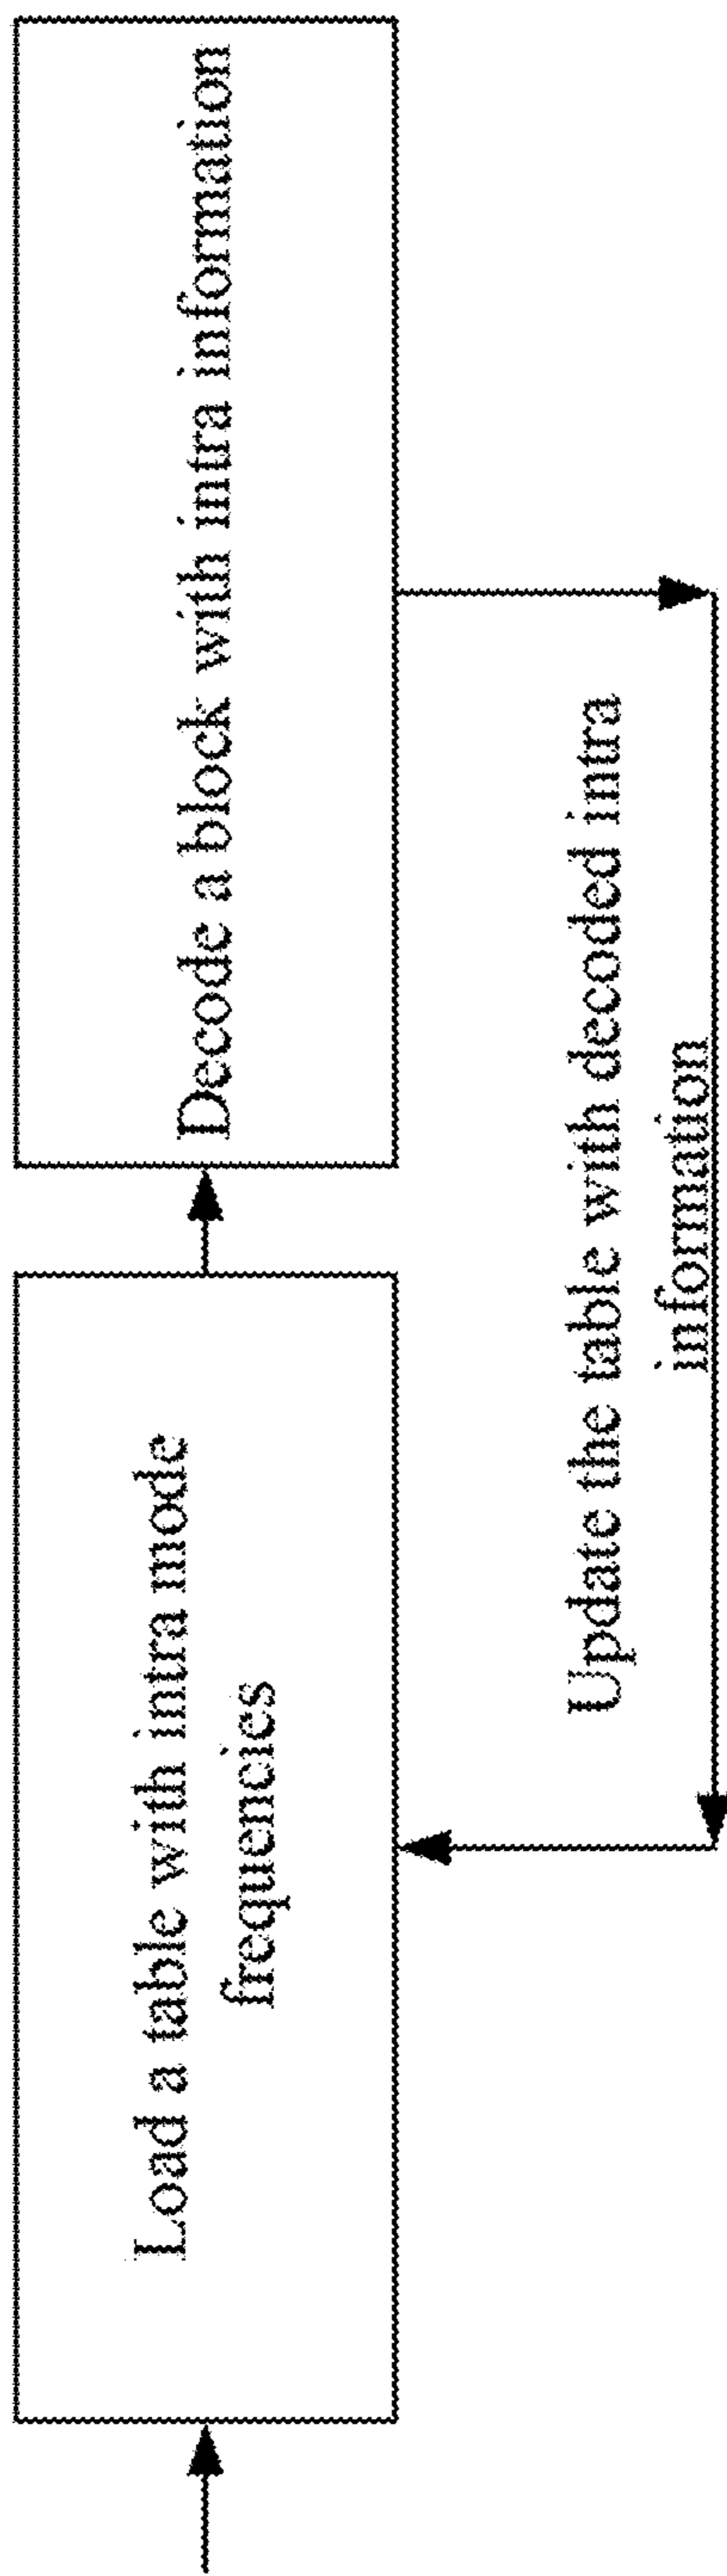 Load a table with intra mode
frequencies
Decode a block with intra information
Update the table with decoded intra
information